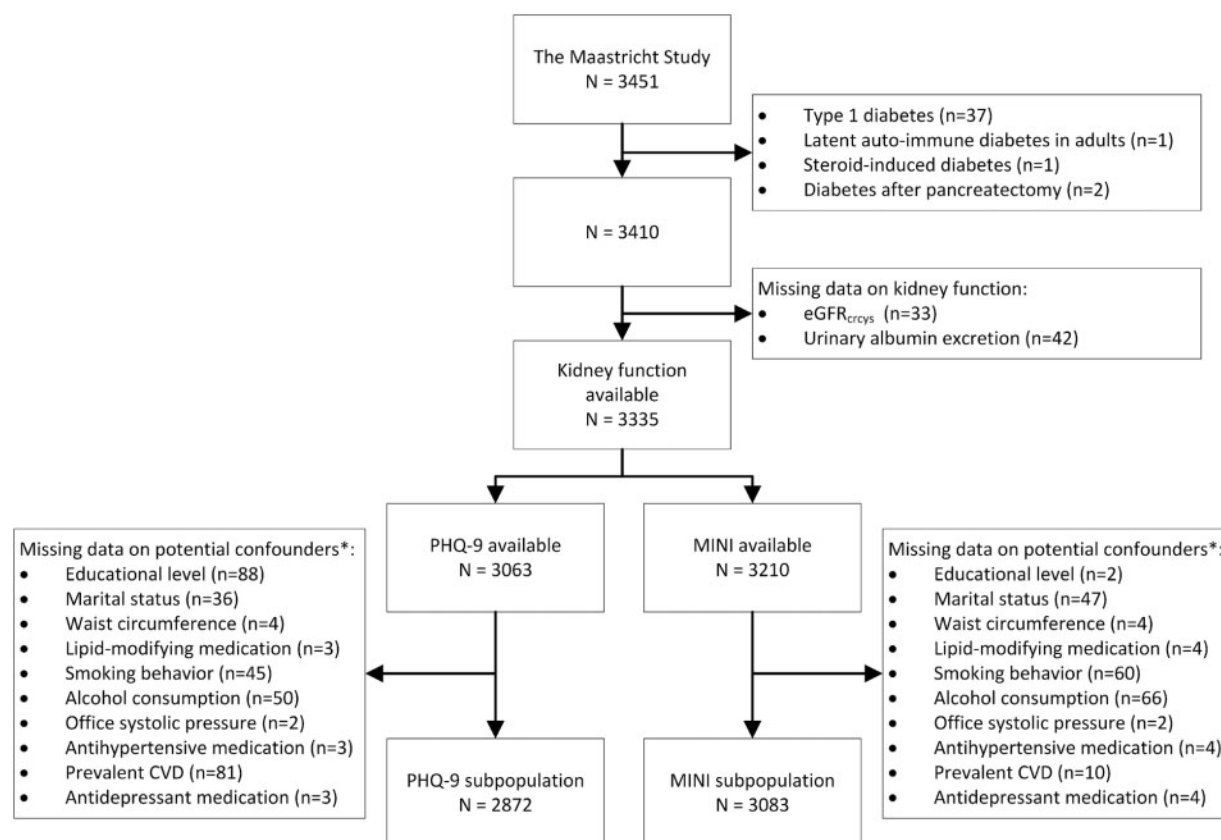 The Maastricht Study
N = 3451
• Type 1 diabetes (n=37)
• Latent auto-immune diabetes in adults (n=1)
• Steroid-induced diabetes (n=1)
• Diabetes after pancreatectomy (n=2)
N = 3410
Missing data on kidney function:
• eGFRcrcys (n=33)
• Urinary albumin excretion (n=42)
Kidney function
available
N = 3335
PHQ-9 available
N = 3063
MINI available
N = 3210
Missing data on potential confounders*:
• Educational level (n=88)
• Marital status (n=36)
• Waist circumference (n=4)
• Lipid-modifying medication (n=3)
• Smoking behavior (n=45)
• Alcohol consumption (n=50)
• Office systolic pressure (n=2)
• Antihypertensive medication (n=3)
• Prevalent CVD (n=81)
• Antidepressant medication (n=3)
Missing data on potential confounders*:
• Educational level (n=2)
• Marital status (n=47)
• Waist circumference (n=4)
• Lipid-modifying medication (n=4)
• Smoking behavior (n=60)
• Alcohol consumption (n=66)
• Office systolic pressure (n=2)
• Antihypertensive medication (n=4)
• Prevalent CVD (n=10)
• Antidepressant medication (n=4)
PHQ-9 subpopulation
N = 2872
MINI subpopulation
N = 3083